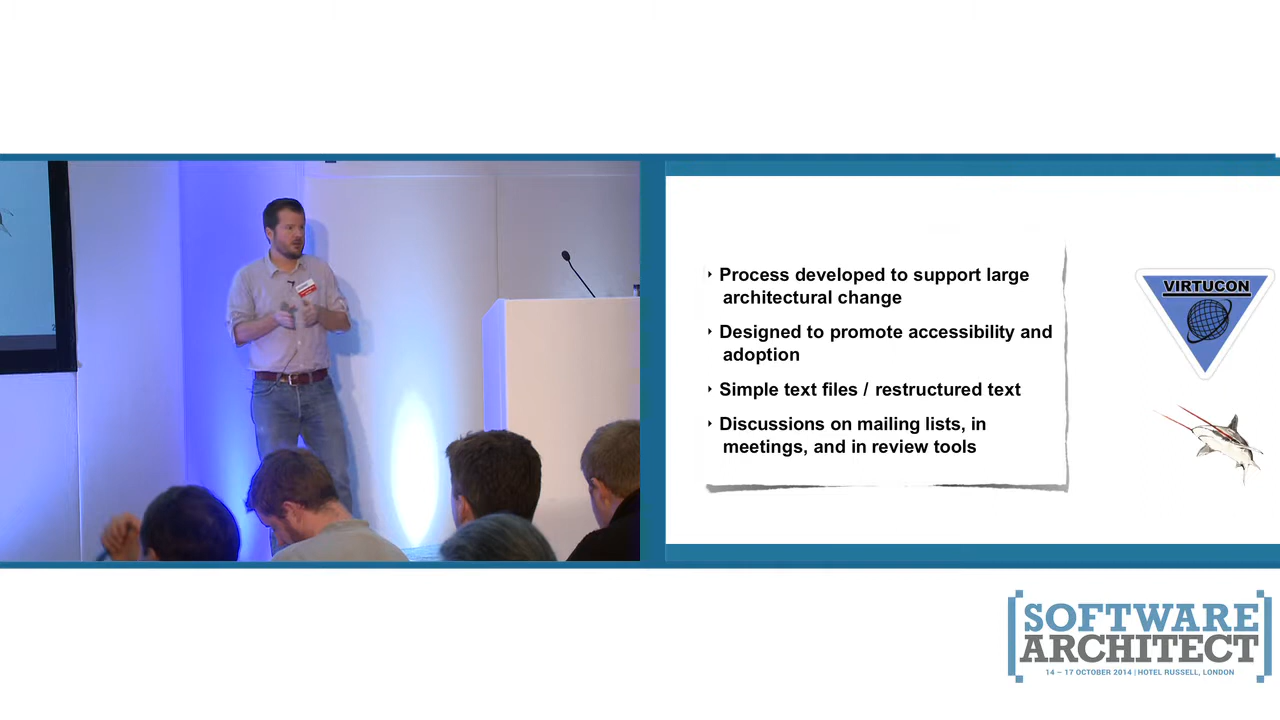 Process developed to support large
architectural change
Designed to promote accessibility and
adoption
Simple text files / restructured text
Discussions on mailing lists, in
meetings, and in review tools
VIRTUCON
SOFTWARE
ARCHITECT
14 – 17 OCTOBER 2014 | HOTEL RUSSELL, LONDON